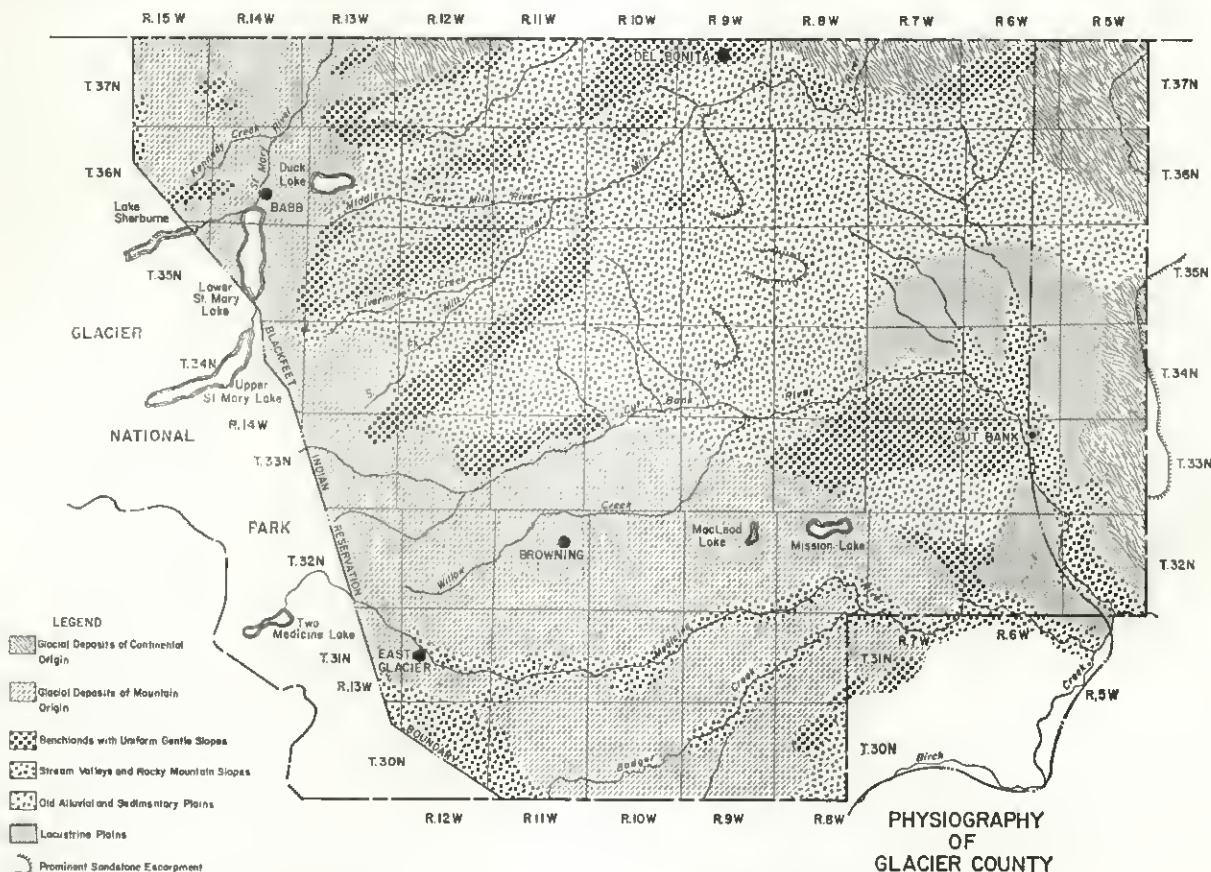 R.15W R.14W R.13W R.12W R.11W R.10W R.9W R.8W R.7W R.6W R.5W
DEL BONITA
River
T.37N
T.37N
Kennedy Creek
St. Mary River
T.36N
Duck
Lake
Milk
T.36N
BABB
Middle Fork Milk River
Lake
Sherburne
River
T.35N
T.35N
Lower
St. Mary
Lake
Livermore Creek
Milk
GLACIER
BLACKFEET
T.34N
T.34N
Upper
St Mary Lake
S.
River
Cut Bank
R.14W
NATIONAL
CUT BANK
T.33N
T.33N
INDIAN
Creek
PARK
RESERVATION
MacLeod
Lake
Mission Lake
BROWNING
T.32N
T.32N
Willow
River
LEGEND
Two
Medicine Lake
Glacial Deposits of Continental
Origin
T.31N
EAST
GLACIER
Two Medicine
R.7W
R.6W
T.31N
R.13W
Creek
Creek
R.5W
Glacial Deposits of Mountain
Origin
BOUNDARY
Benchlands with Uniform Gentle Slopes
T.30N
T.30N
Badger
Birch
Stream Valleys and Rocky Mountain Slopes
Old Alluvial and Sedimentary Plains
R.12W R.11W R.10W R.9W R.8W
PHYSIOGRAPHY
OF
GLACIER COUNTY
Lacustrine Plains
Prominent Sandstone Escarpment